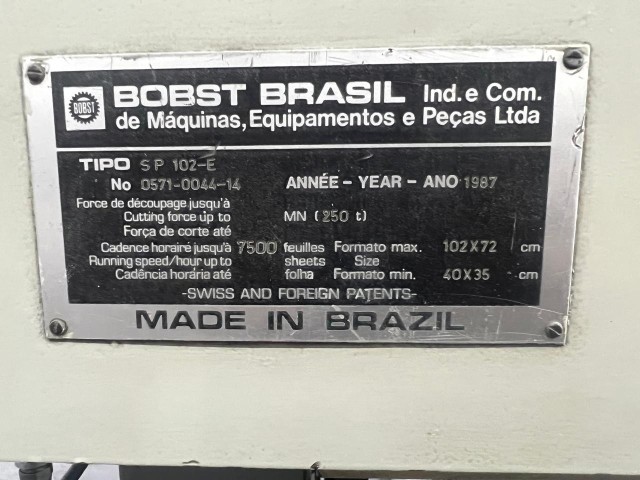 BOBST
BOBST BRASIL Ind. e Com.
de Máquinas, Equipamentos e Peças Ltda
TIPO SP 102-E
No 0571-0044-14 ANNÉE - YEAR - ANO 1987
Force de découpage jusqu'à
Cutting force up to MN (250 t)
Força de corte até
Cadence horaire jusqu'à 7500 feuilles Formato max. 102X72 cm
Running speed/hour up to sheets Size
Cadência horária até folha Formato min. 40X35 cm
-SWISS AND FOREIGN PATENTS-
MADE IN BRAZIL